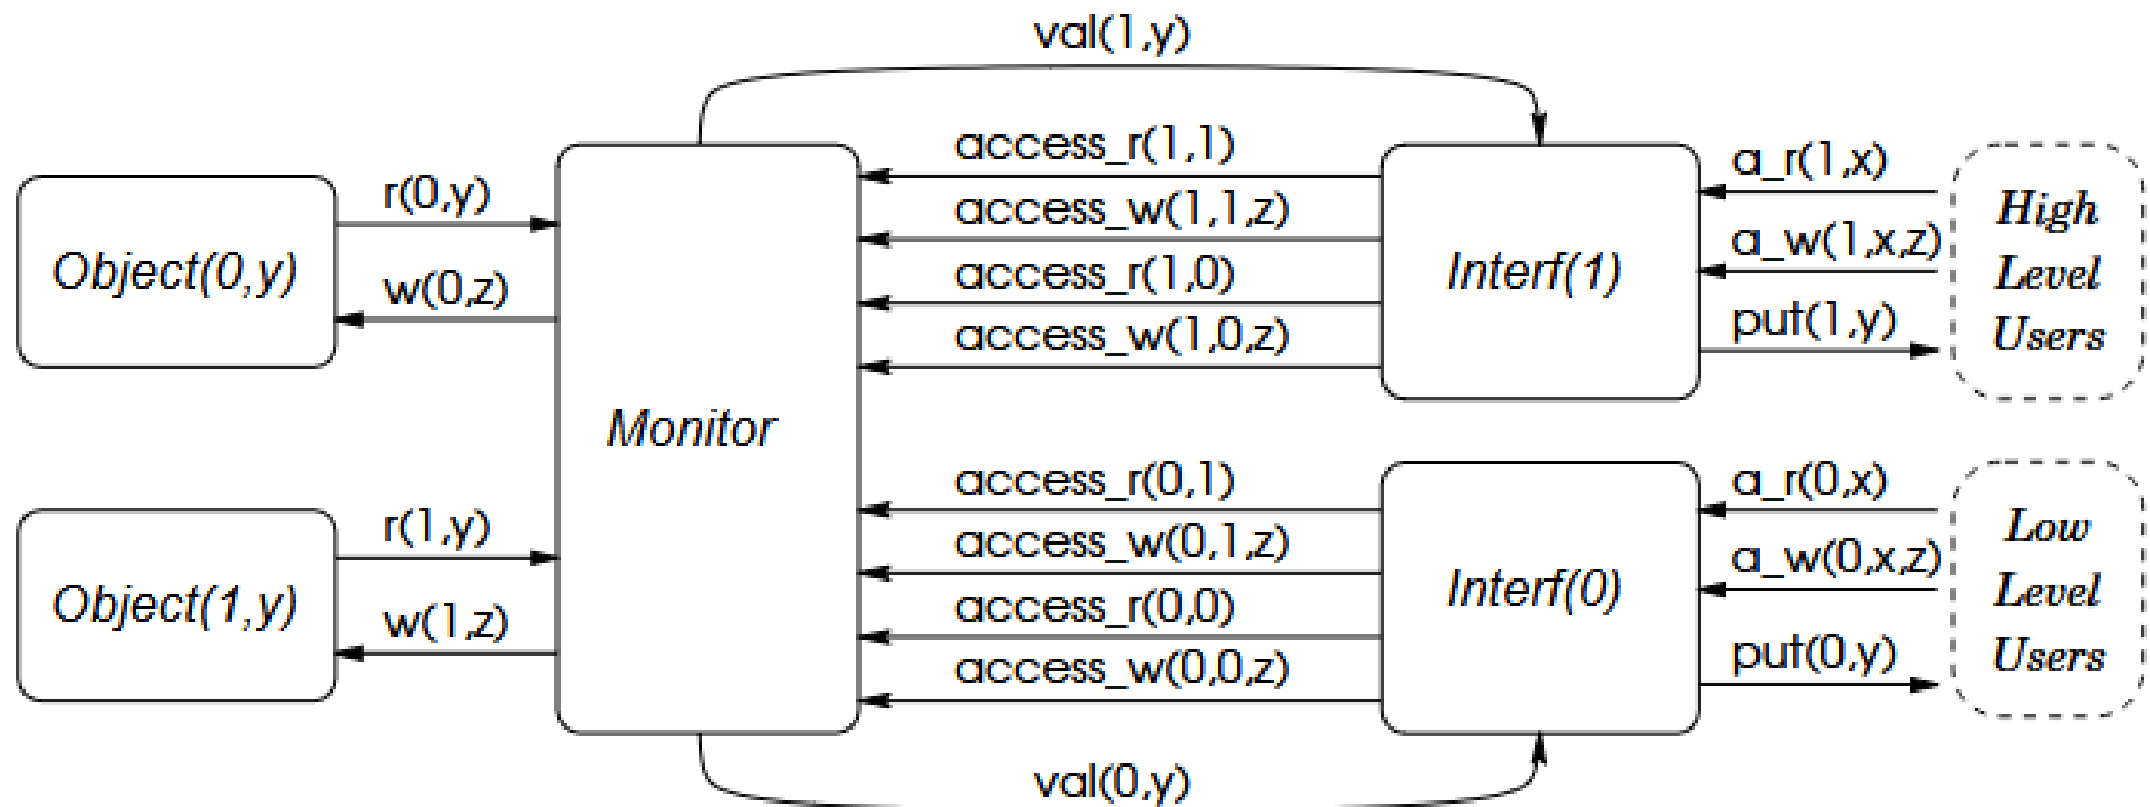 val(1,y)
access_r(1,1)
a_r(1,x)
r(0,y)
access_w(1,1,z)
High
Object(0,y)
w(0,z)
access_r(1,0)
Interf(1)
a_w(1,x,z)
Level
access_w(1,0,z)
put(1,y)
Users
Monitor
access_r(0,1)
a_r(0,x)
r(1,y)
access_w(0,1,z)
Low
Object(1,y)
w(1,z)
access_r(0,0)
Interf(0)
a_w(0,x,z)
Level
access_w(0,0,z)
put(0,y)
Users
val(0,y)